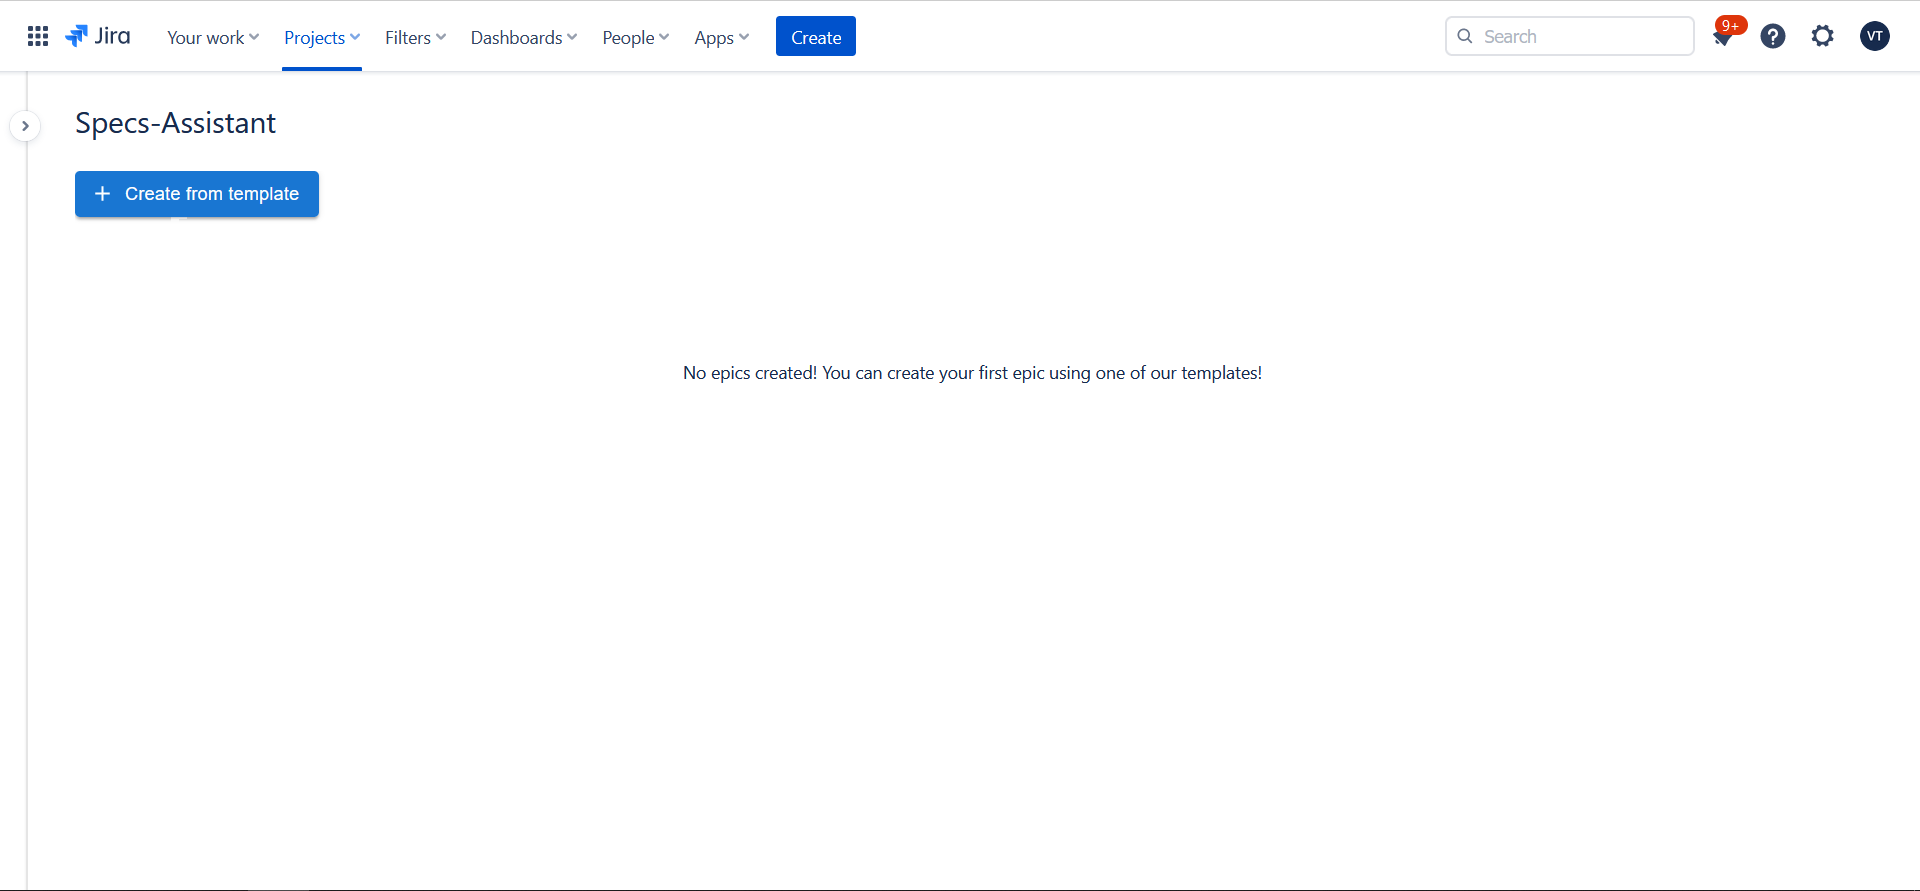 Jira Your work Projects Filters Dashboards People Apps Create Search 9+ ? VT
Specs-Assistant
+ Create from template
No epics created! You can create your first epic using one of our templates!